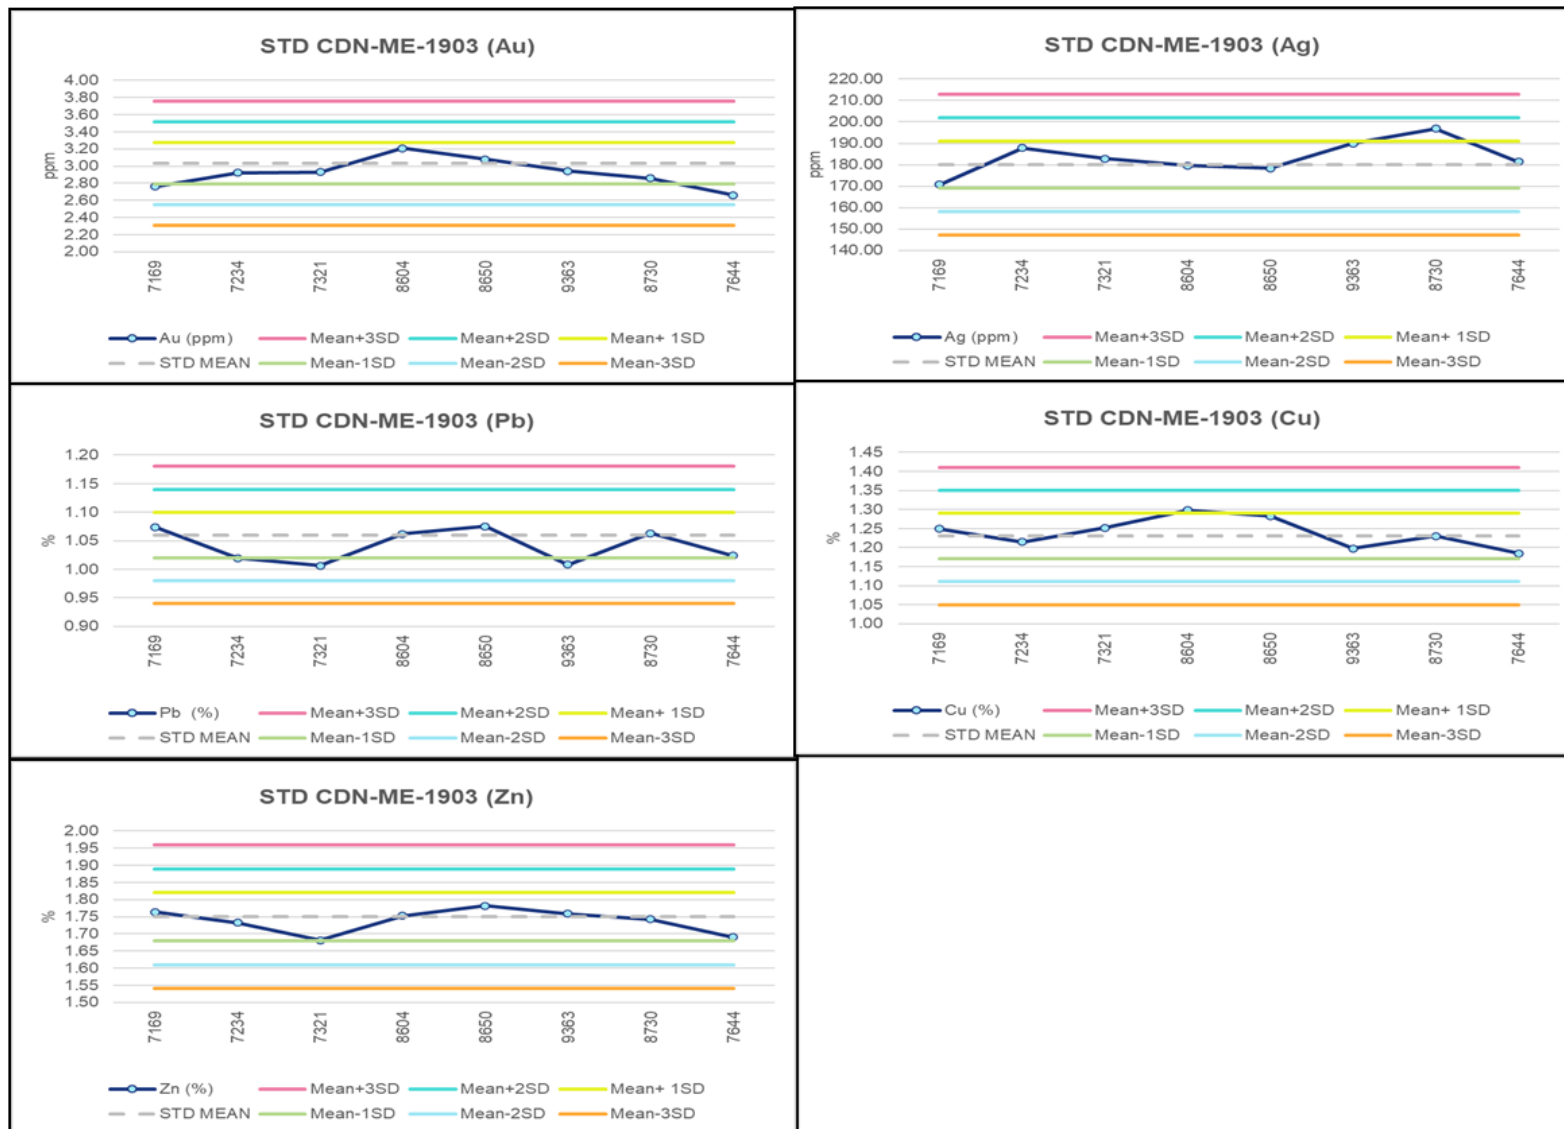 STD CDN-ME-1903 (Au)
4.00
3.80
3.60
3.40
3.20
3.00
2.80
2.60
2.40
2.20
2.00
ppm
7169 7234 7321 8604 8650 9363 8730 7644
Au (ppm) Mean+3SD Mean+2SD Mean+ 1SD
STD MEAN Mean-1SD Mean-2SD Mean-3SD
STD CDN-ME-1903 (Ag)
220.00
210.00
200.00
190.00
180.00
170.00
160.00
150.00
140.00
ppm
7169 7234 7321 8604 8650 9363 8730 7644
Ag (ppm) Mean+3SD Mean+2SD Mean+ 1SD
STD MEAN Mean-1SD Mean-2SD Mean-3SD
STD CDN-ME-1903 (Pb)
1.20
1.15
1.10
1.05
1.00
0.95
0.90
%
7169 7234 7321 8604 8650 9363 8730 7644
Pb (%) Mean+3SD Mean+2SD Mean+ 1SD
STD MEAN Mean-1SD Mean-2SD Mean-3SD
STD CDN-ME-1903 (Cu)
1.45
1.40
1.35
1.30
1.25
1.20
1.15
1.10
1.05
1.00
%
7169 7234 7321 8604 8650 9363 8730 7644
Cu (%) Mean+3SD Mean+2SD Mean+ 1SD
STD MEAN Mean-1SD Mean-2SD Mean-3SD
STD CDN-ME-1903 (Zn)
2.00
1.95
1.90
1.85
1.80
1.75
1.70
1.65
1.60
1.55
1.50
%
7169 7234 7321 8604 8650 9363 8730 7644
Zn (%) Mean+3SD Mean+2SD Mean+ 1SD
STD MEAN Mean-1SD Mean-2SD Mean-3SD